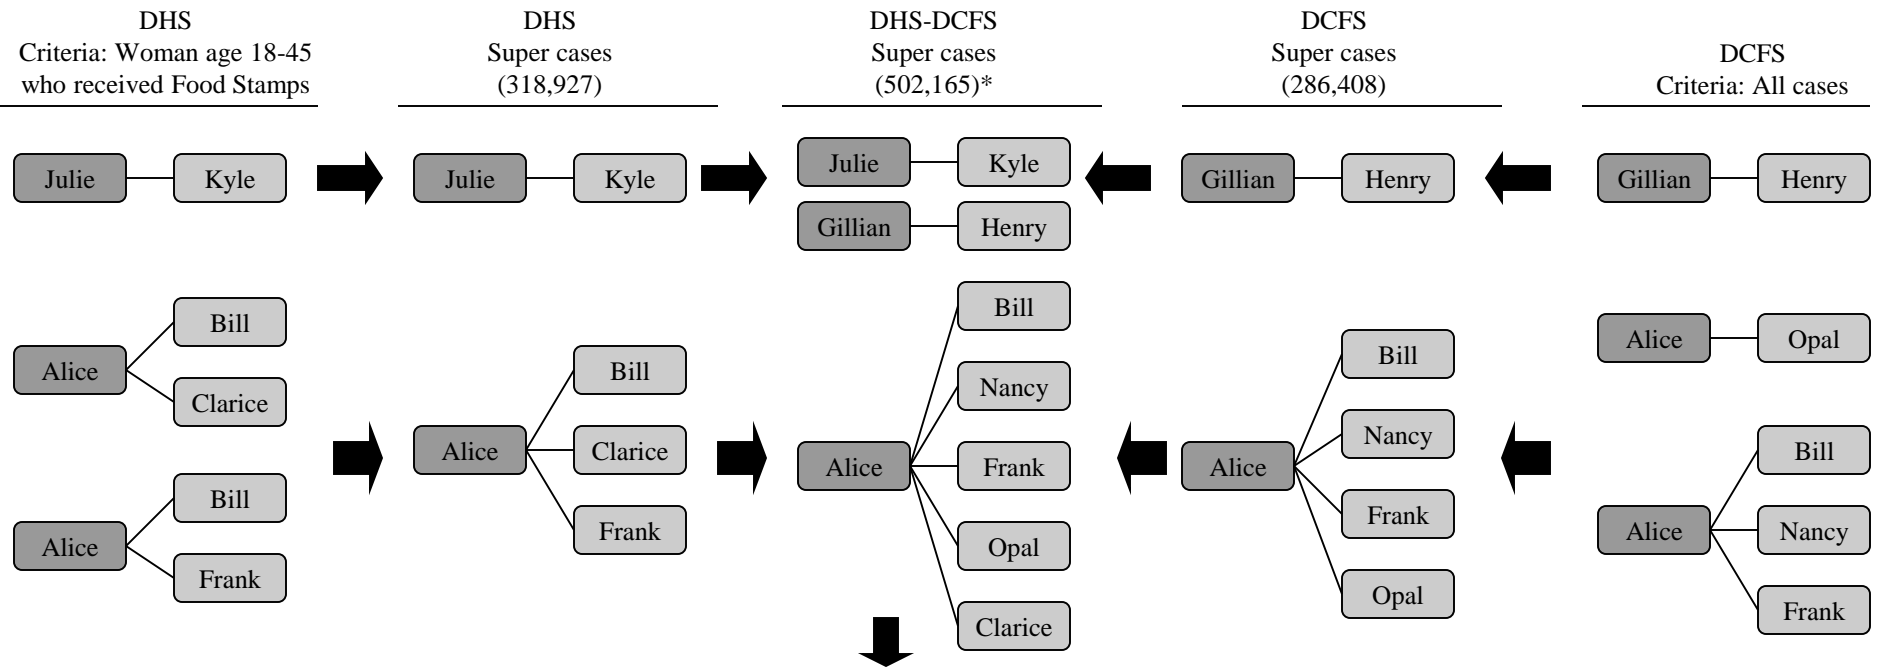 DHS
Criteria: Woman age 18-45
who received Food Stamps
DHS
Super cases
(318,927)
DHS-DCFS
Super cases
(502,165)*
DCFS
Super cases
(286,408)
DCFS
Criteria: All cases
Julie
Kyle
Alice
Bill
Clarice
Alice
Bill
Frank
Julie
Kyle
Alice
Bill
Clarice
Frank
Julie
Kyle
Gillian
Henry
Alice
Bill
Nancy
Frank
Opal
Clarice
Gillian
Henry
Alice
Bill
Nancy
Frank
Opal
Gillian
Henry
Alice
Opal
Alice
Bill
Nancy
Frank